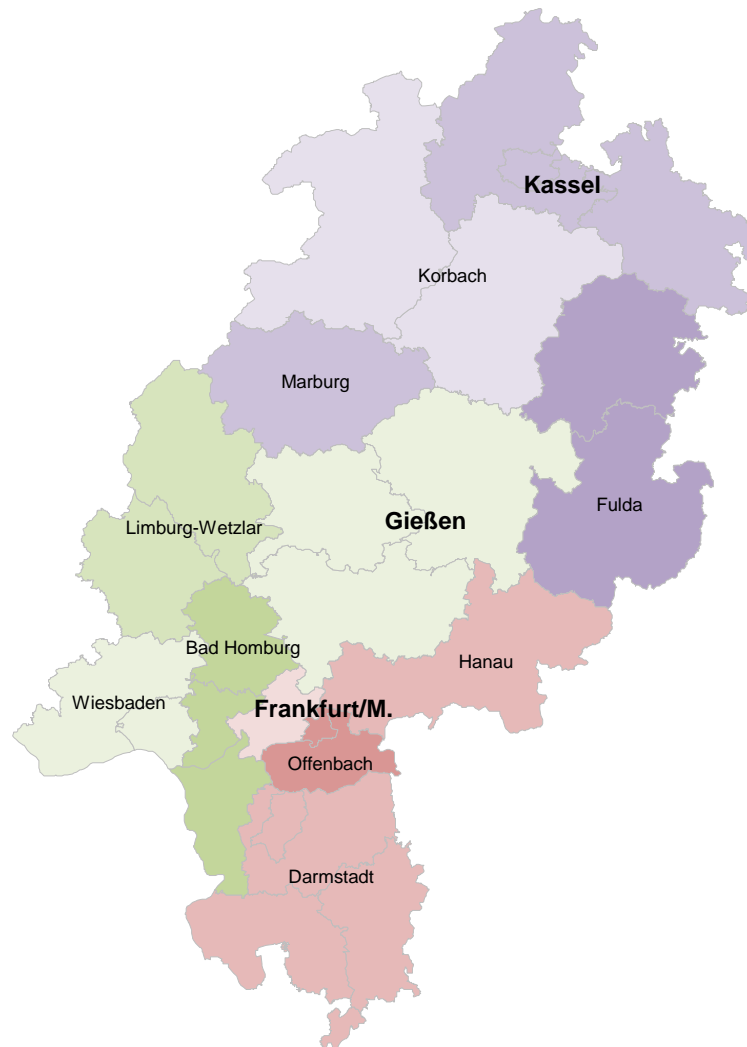 Kassel
Korbach
Marburg
Fulda
Gießen
Limburg-Wetzlar
Bad Homburg
Hanau
Wiesbaden
Frankfurt/M.
Offenbach
Darmstadt